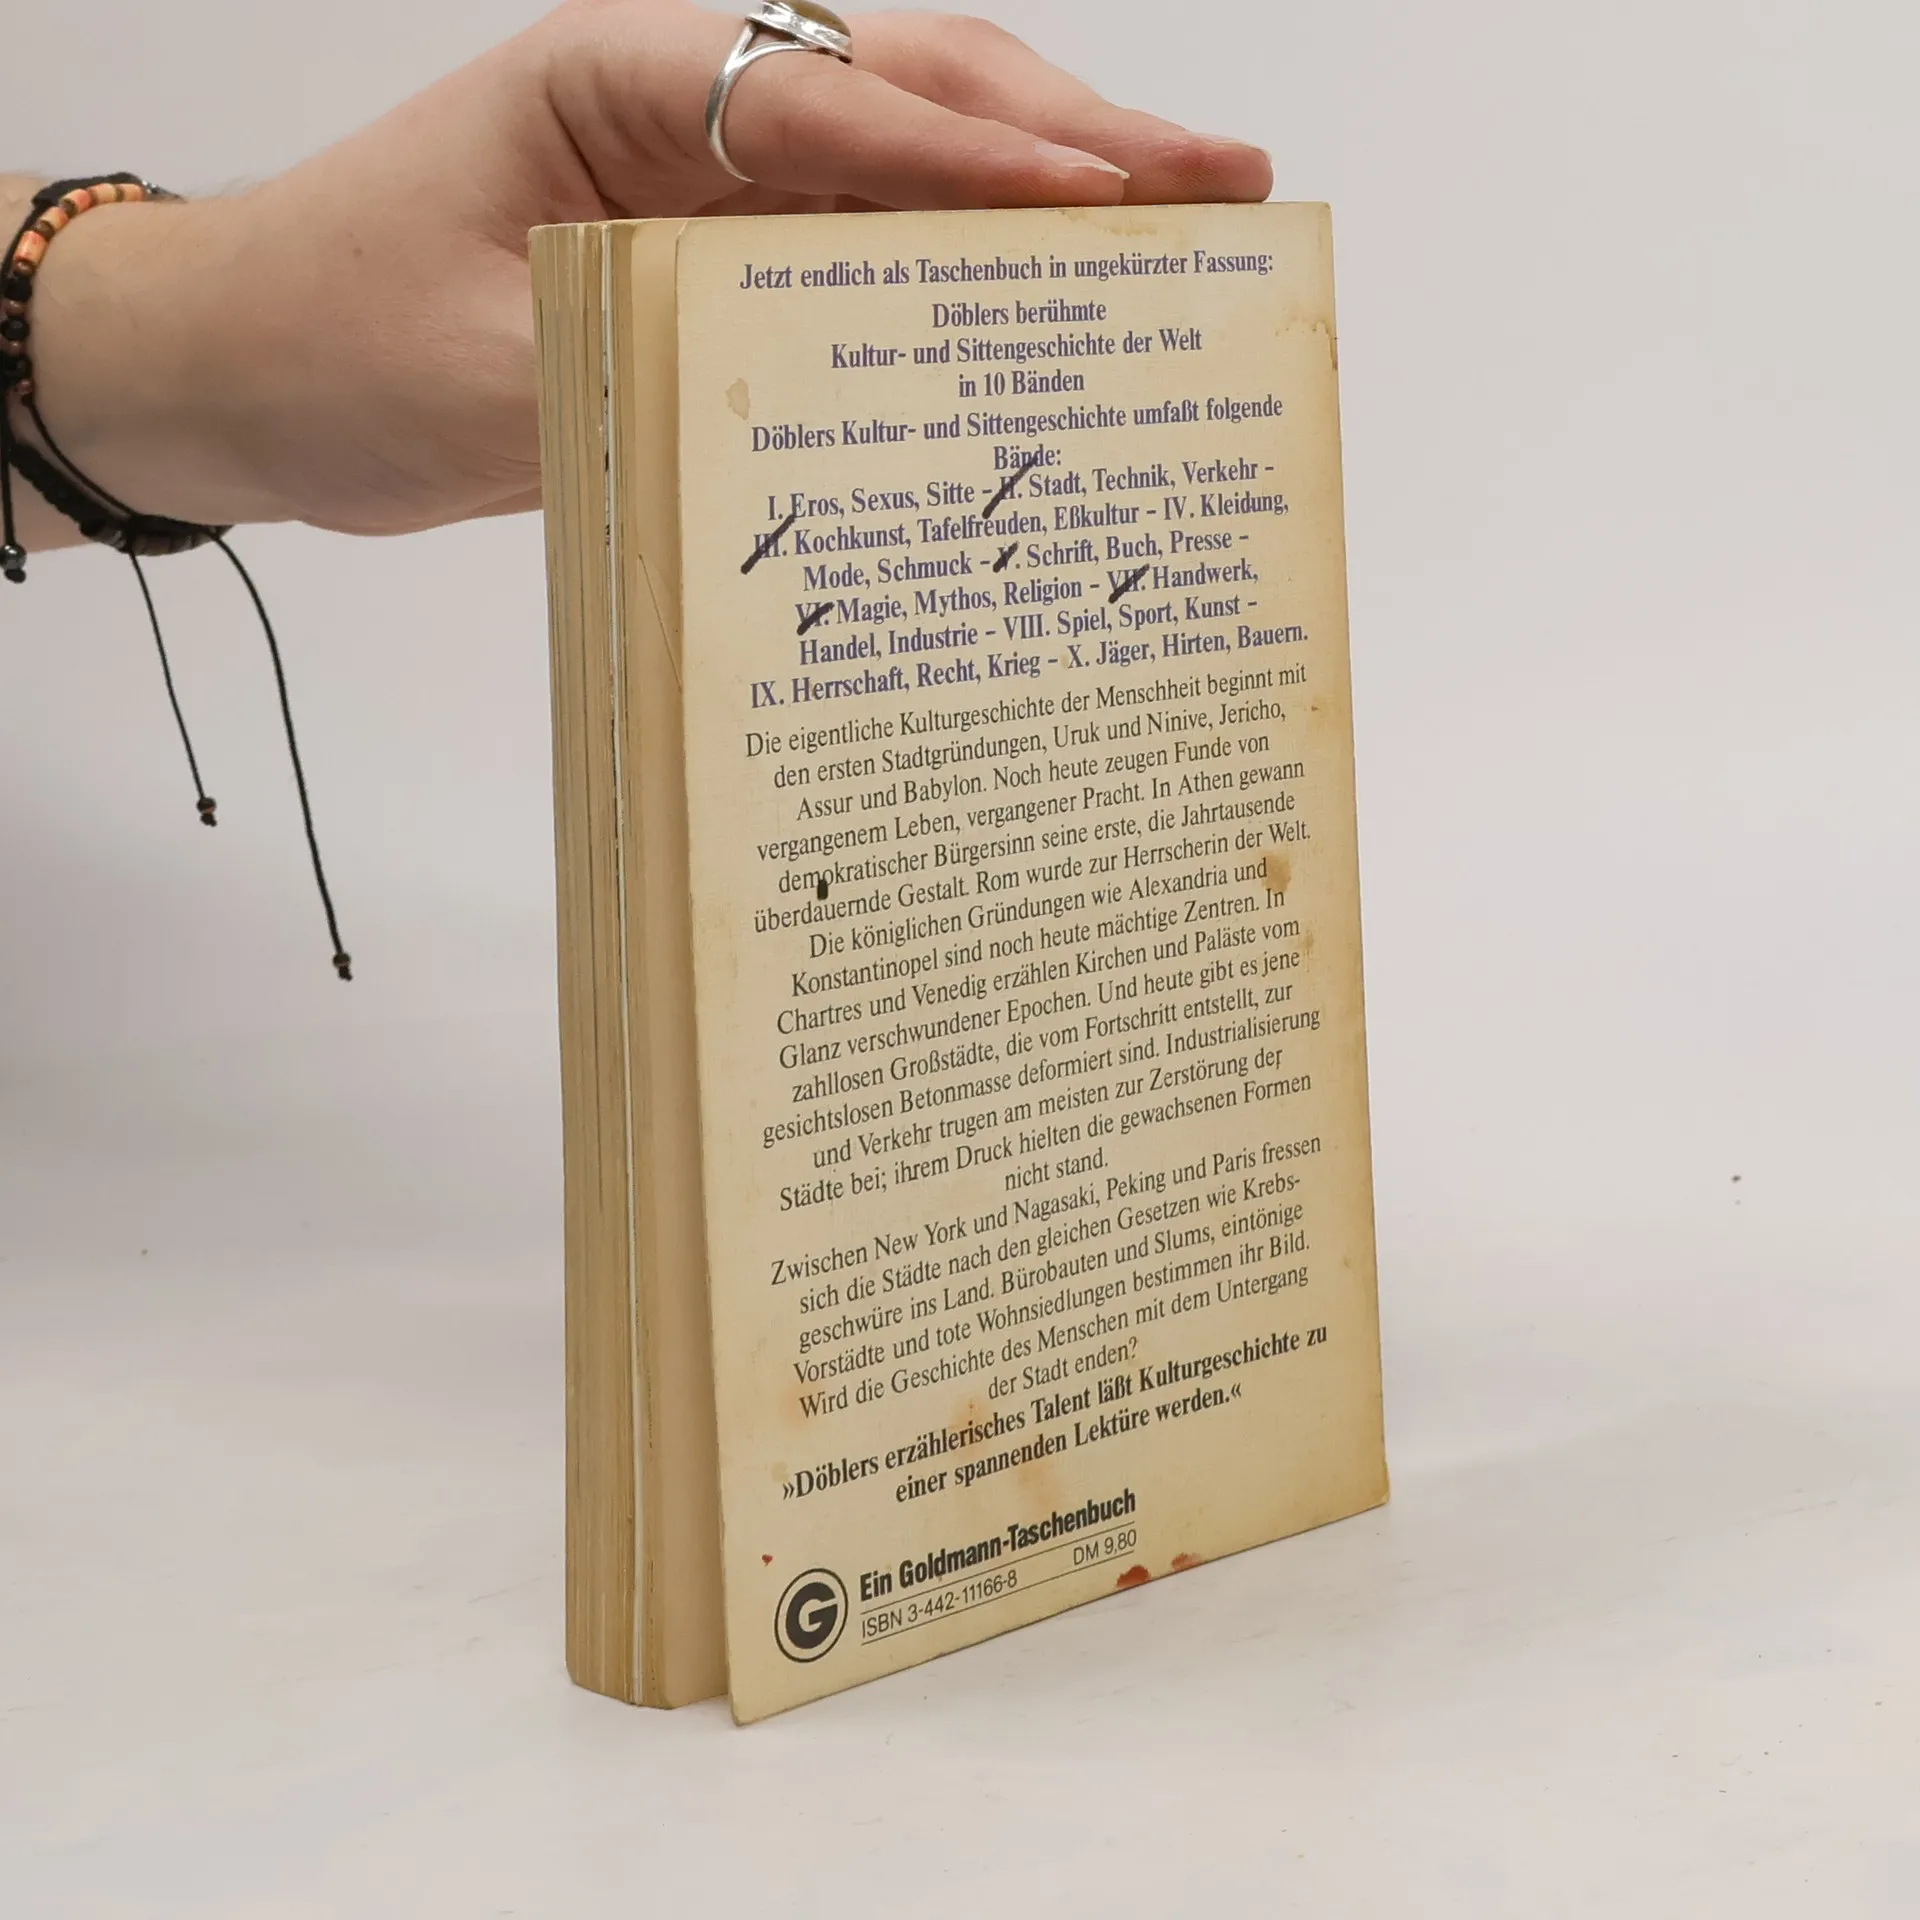 Jetzt endlich als Taschenbuch in ungekürzter Fassung:
Döblers berühmte
Kultur- und Sittengeschichte der Welt
in 10 Bänden
Döblers Kultur- und Sittengeschichte umfaßt folgende
Bände:
I. Eros, Sexus, Sitte – II. Stadt, Technik, Verkehr –
III. Kochkunst, Tafelfreuden, Eßkultur – IV. Kleidung,
Mode, Schmuck – V. Schrift, Buch, Presse –
VI. Magie, Mythos, Religion – VII. Handwerk,
Handel, Industrie – VIII. Spiel, Sport, Kunst –
IX. Herrschaft, Recht, Krieg – X. Jäger, Hirten, Bauern.
Die eigentliche Kulturgeschichte der Menschheit beginnt mit
den ersten Stadtgründungen, Uruk und Ninive, Jericho,
Assur und Babylon. Noch heute zeugen Funde von
vergangenem Leben, vergangener Pracht. In Athen gewann
demokratischer Bürgersinn seine erste, die Jahrtausende
überdauernde Gestalt. Rom wurde zur Herrscherin der Welt.
Die königlichen Gründungen wie Alexandria und
Konstantinopel sind noch heute mächtige Zentren. In
Chartres und Venedig erzählen Kirchen und Paläste vom
Glanz verschwundener Epochen. Und heute gibt es jene
zahllosen Großstädte, die vom Fortschritt entstellt, zur
gesichtslosen Betonmasse deformiert sind. Industrialisierung
und Verkehr trugen am meisten zur Zerstörung der
Städte bei; ihrem Druck hielten die gewachsenen Formen
nicht stand.
Zwischen New York und Nagasaki, Peking und Paris fressen
sich die Städte nach den gleichen Gesetzen wie Krebs-
geschwüre ins Land. Bürobauten und Slums, eintönige
Vorstädte und tote Wohnsiedlungen bestimmen ihr Bild.
Wird die Geschichte des Menschen mit dem Untergang
der Stadt enden?
»Döblers erzählerisches Talent läßt Kulturgeschichte zu
einer spannenden Lektüre werden.«
G
Ein Goldmann-Taschenbuch
ISBN 3-442-11166-8 DM 9,80